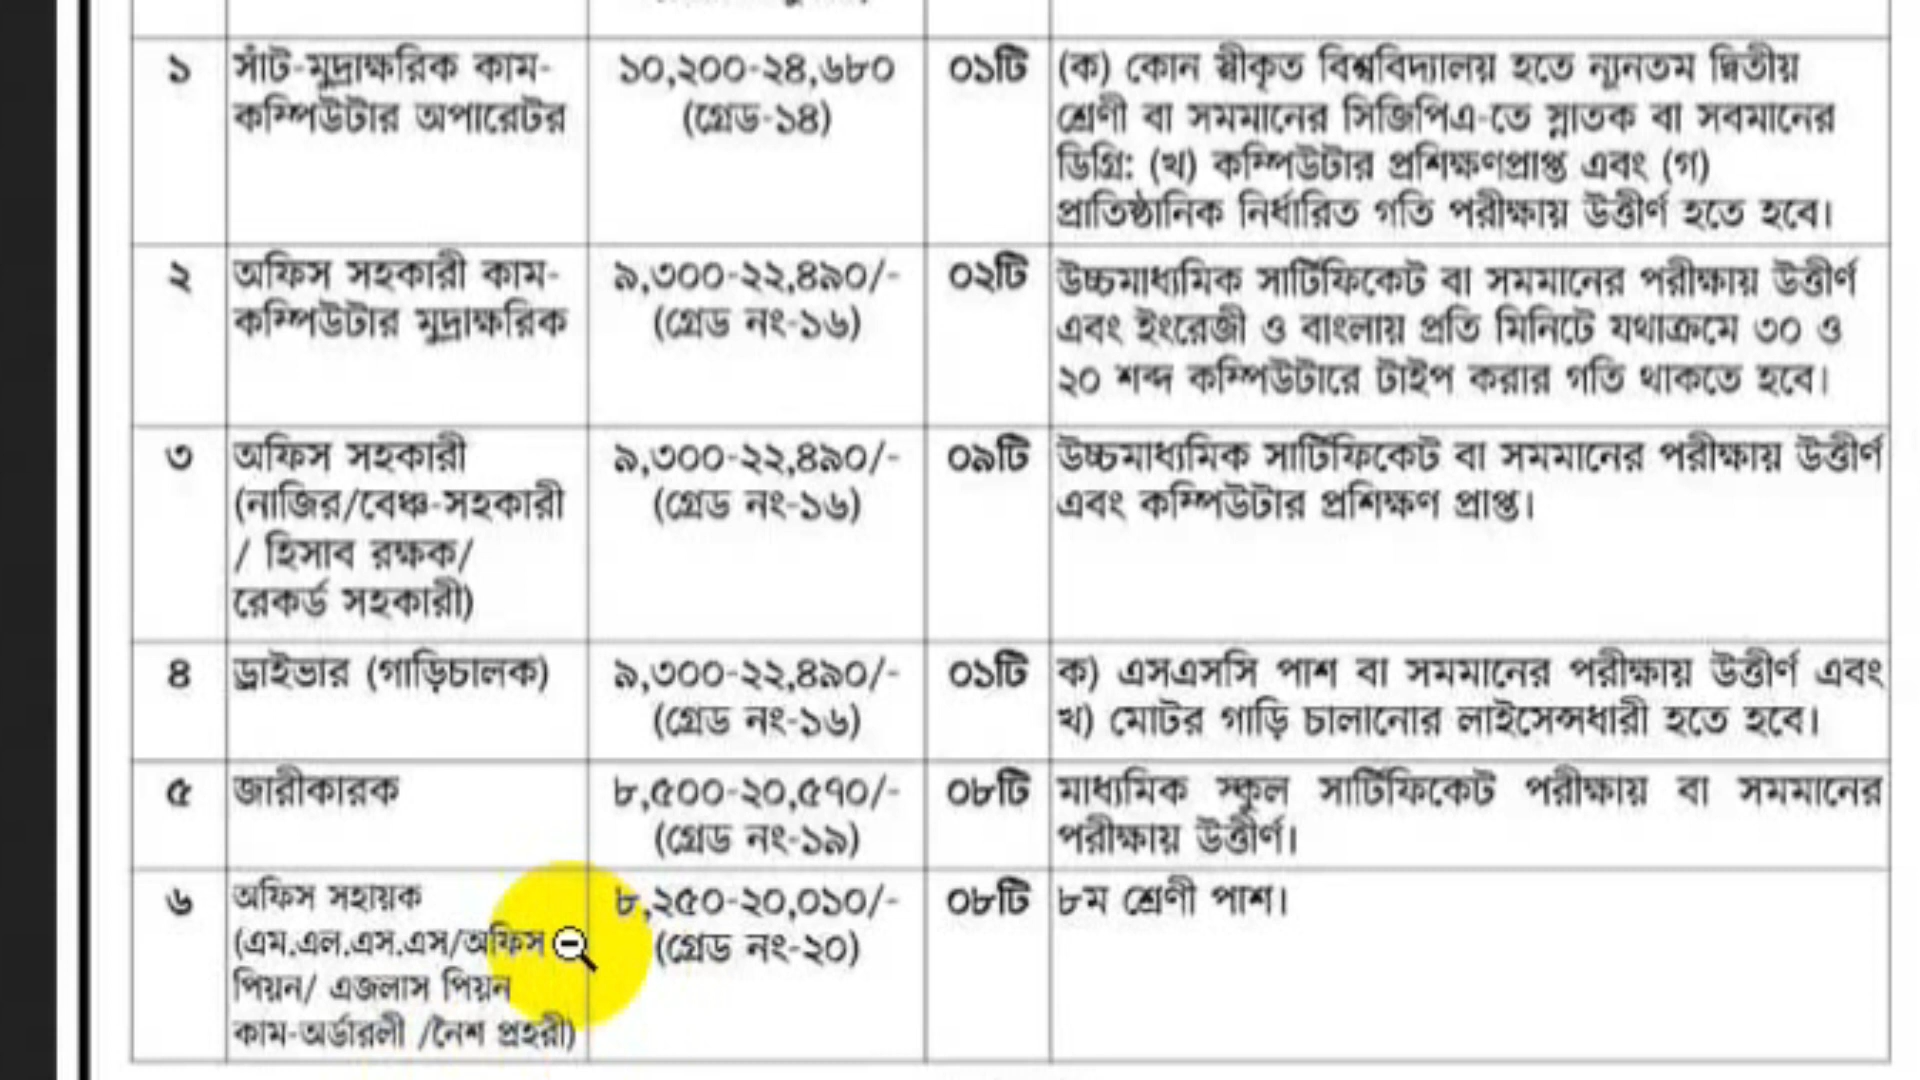 ১
সাঁট-মুদ্রাক্ষরিক কাম-
কম্পিউটার অপারেটর
১০,২০০-২৪,৬৮০
(গ্রেড-১৪)
০১টি
(ক) কোন স্বীকৃত বিশ্ববিদ্যালয় হতে ন্যূনতম দ্বিতীয়
শ্রেণী বা সমমানের সিজিপিএ-তে স্নাতক বা সবমানের
ডিগ্রি: (খ) কম্পিউটার প্রশিক্ষণপ্রাপ্ত এবং (গ)
প্রাতিষ্ঠানিক নির্ধারিত গতি পরীক্ষায় উত্তীর্ণ হতে হবে।
২
অফিস সহকারী কাম-
কম্পিউটার মুদ্রাক্ষরিক
৯,৩০০-২২,৪৯০/-
(গ্রেড নং-১৬)
০২টি
উচ্চমাধ্যমিক সার্টিফিকেট বা সমমানের পরীক্ষায় উত্তীর্ণ
এবং ইংরেজী ও বাংলায় প্রতি মিনিটে যথাক্রমে ৩০ ও
২০ শব্দ কম্পিউটারে টাইপ করার গতি থাকতে হবে।
৩
অফিস সহকারী
(নাজির/বেঞ্চ-সহকারী
/ হিসাব রক্ষক/
রেকর্ড সহকারী)
৯,৩০০-২২,৪৯০/-
(গ্রেড নং-১৬)
০৯টি
উচ্চমাধ্যমিক সার্টিফিকেট বা সমমানের পরীক্ষায় উত্তীর্ণ
এবং কম্পিউটার প্রশিক্ষণ প্রাপ্ত।
৪
ড্রাইভার (গাড়িচালক)
৯,৩০০-২২,৪৯০/-
(গ্রেড নং-১৬)
০১টি
ক) এসএসসি পাশ বা সমমানের পরীক্ষায় উত্তীর্ণ এবং
খ) মোটর গাড়ি চালানোর লাইসেন্সধারী হতে হবে।
৫
জারীকারক
৮,৫০০-২০,৫৭০/-
(গ্রেড নং-১৯)
০৮টি
মাধ্যমিক স্কুল সার্টিফিকেট পরীক্ষায় বা সমমানের
পরীক্ষায় উত্তীর্ণ।
৬
অফিস সহায়ক
(এম.এল.এস.এস/অফিস
পিয়ন/ এজলাস পিয়ন
কাম-অর্ডারলী /নৈশ প্রহরী)
৮,২৫০-২০,০১০/-
(গ্রেড নং-২০)
০৮টি
৮ম শ্রেণী পাশ।